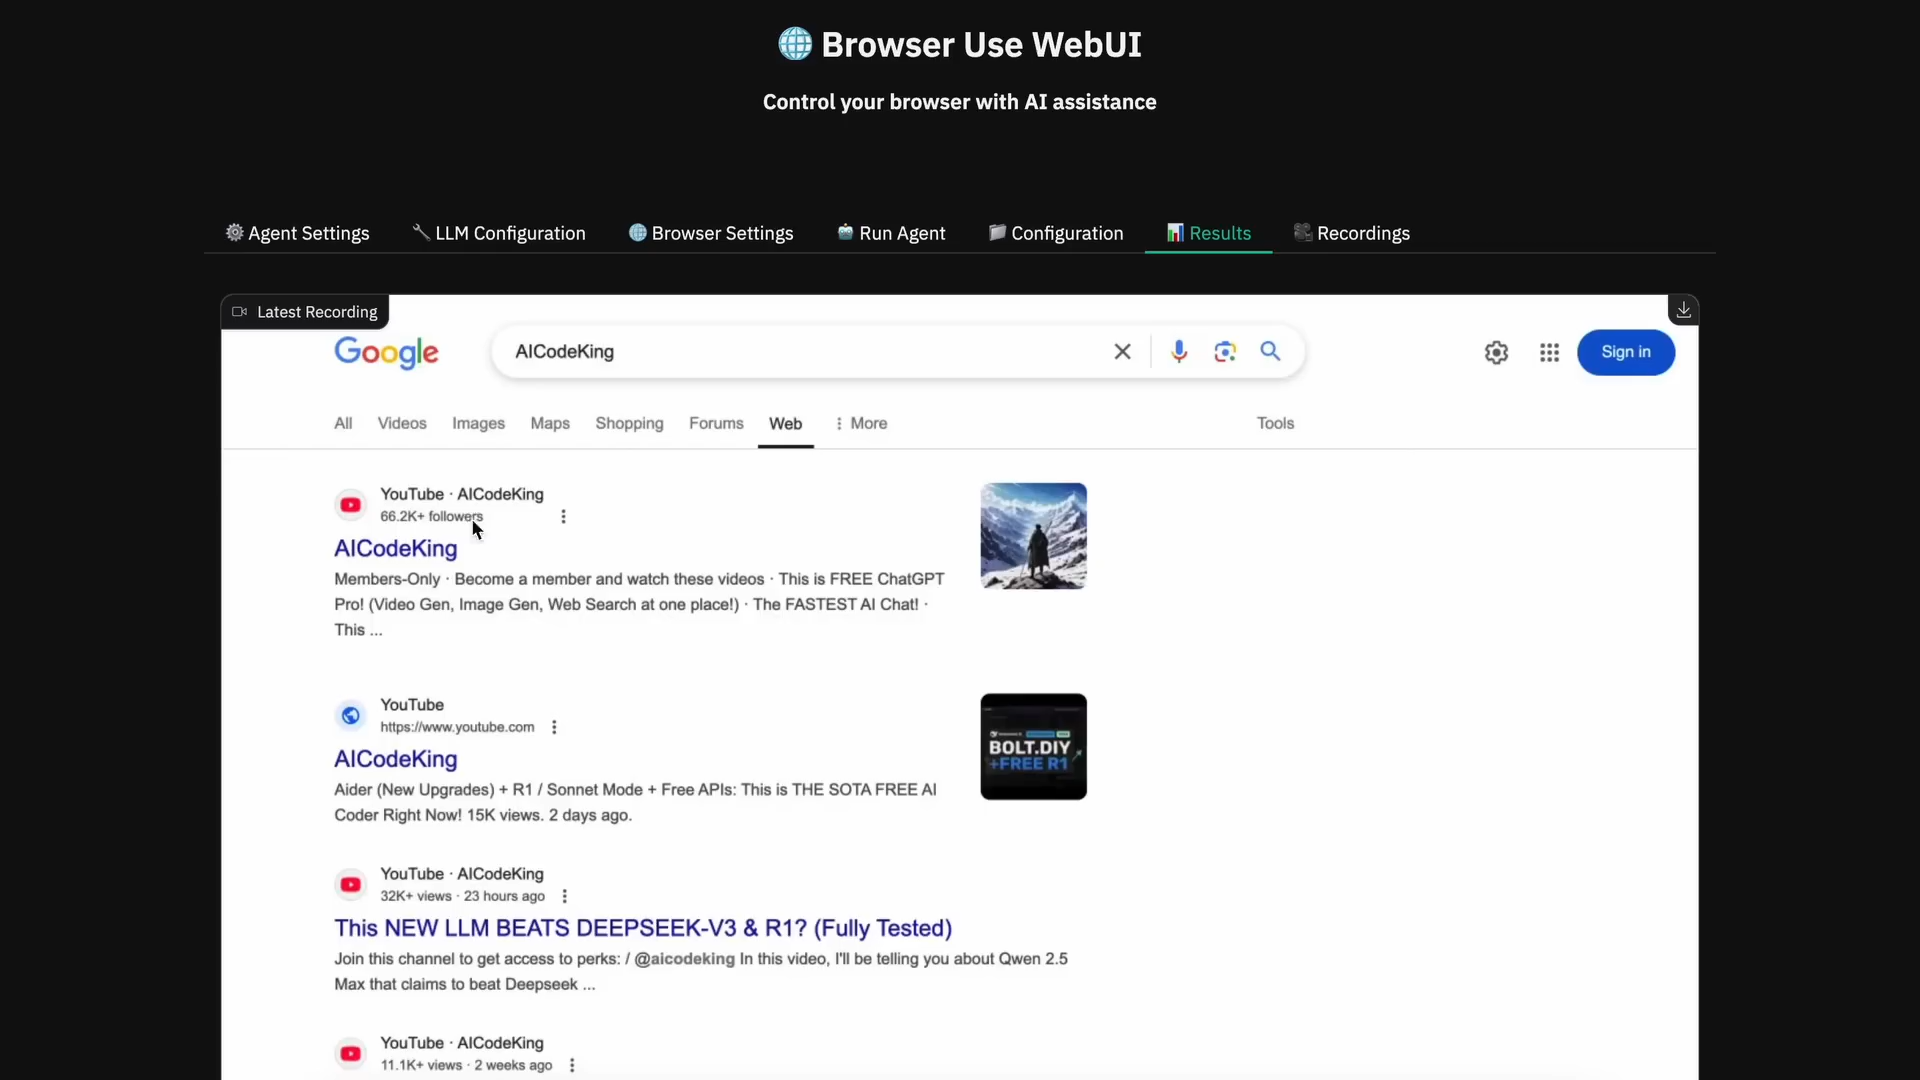 Browser Use WebUI
Control your browser with AI assistance
Agent Settings LLM Configuration Browser Settings Run Agent Configuration Results Recordings
Latest Recording
Google AICodeKing Sign in
All Videos Images Maps Shopping Forums Web More Tools
YouTube · AICodeKing
66.2K+ followers
AICodeKing
Members-Only · Become a member and watch these videos · This is FREE ChatGPT
Pro! (Video Gen, Image Gen, Web Search at one place!) · The FASTEST AI Chat! ·
This ...
YouTube
https://www.youtube.com
AICodeKing
Aider (New Upgrades) + R1 / Sonnet Mode + Free APIs: This is THE SOTA FREE AI
Coder Right Now! 15K views. 2 days ago.
BOLT.DIY
+FREE R1
YouTube · AICodeKing
32K+ views · 23 hours ago
This NEW LLM BEATS DEEPSEEK-V3 & R1? (Fully Tested)
Join this channel to get access to perks: / @aicodeking In this video, I'll be telling you about Qwen 2.5
Max that claims to beat Deepseek ...
YouTube · AICodeKing
11.1K+ views · 2 weeks ago